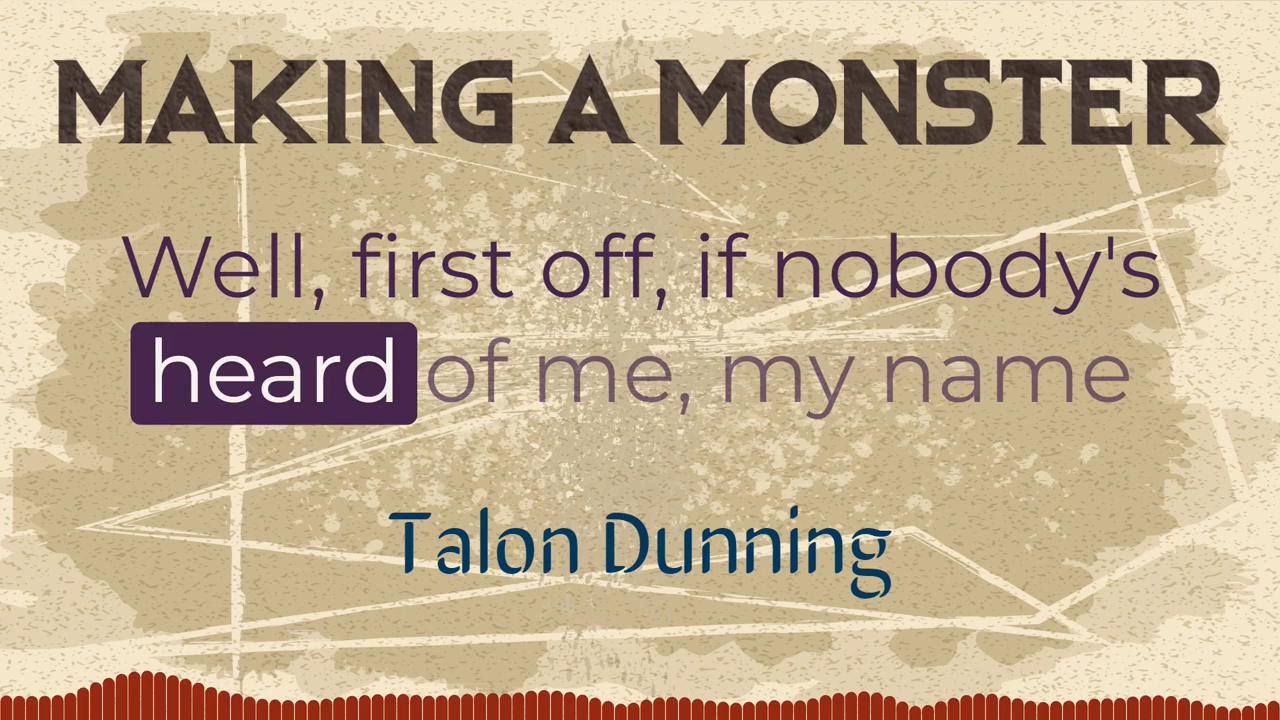 MAKING A MONSTER
Well, first off, if nobody's
heard of me, my name
Talon Dunning